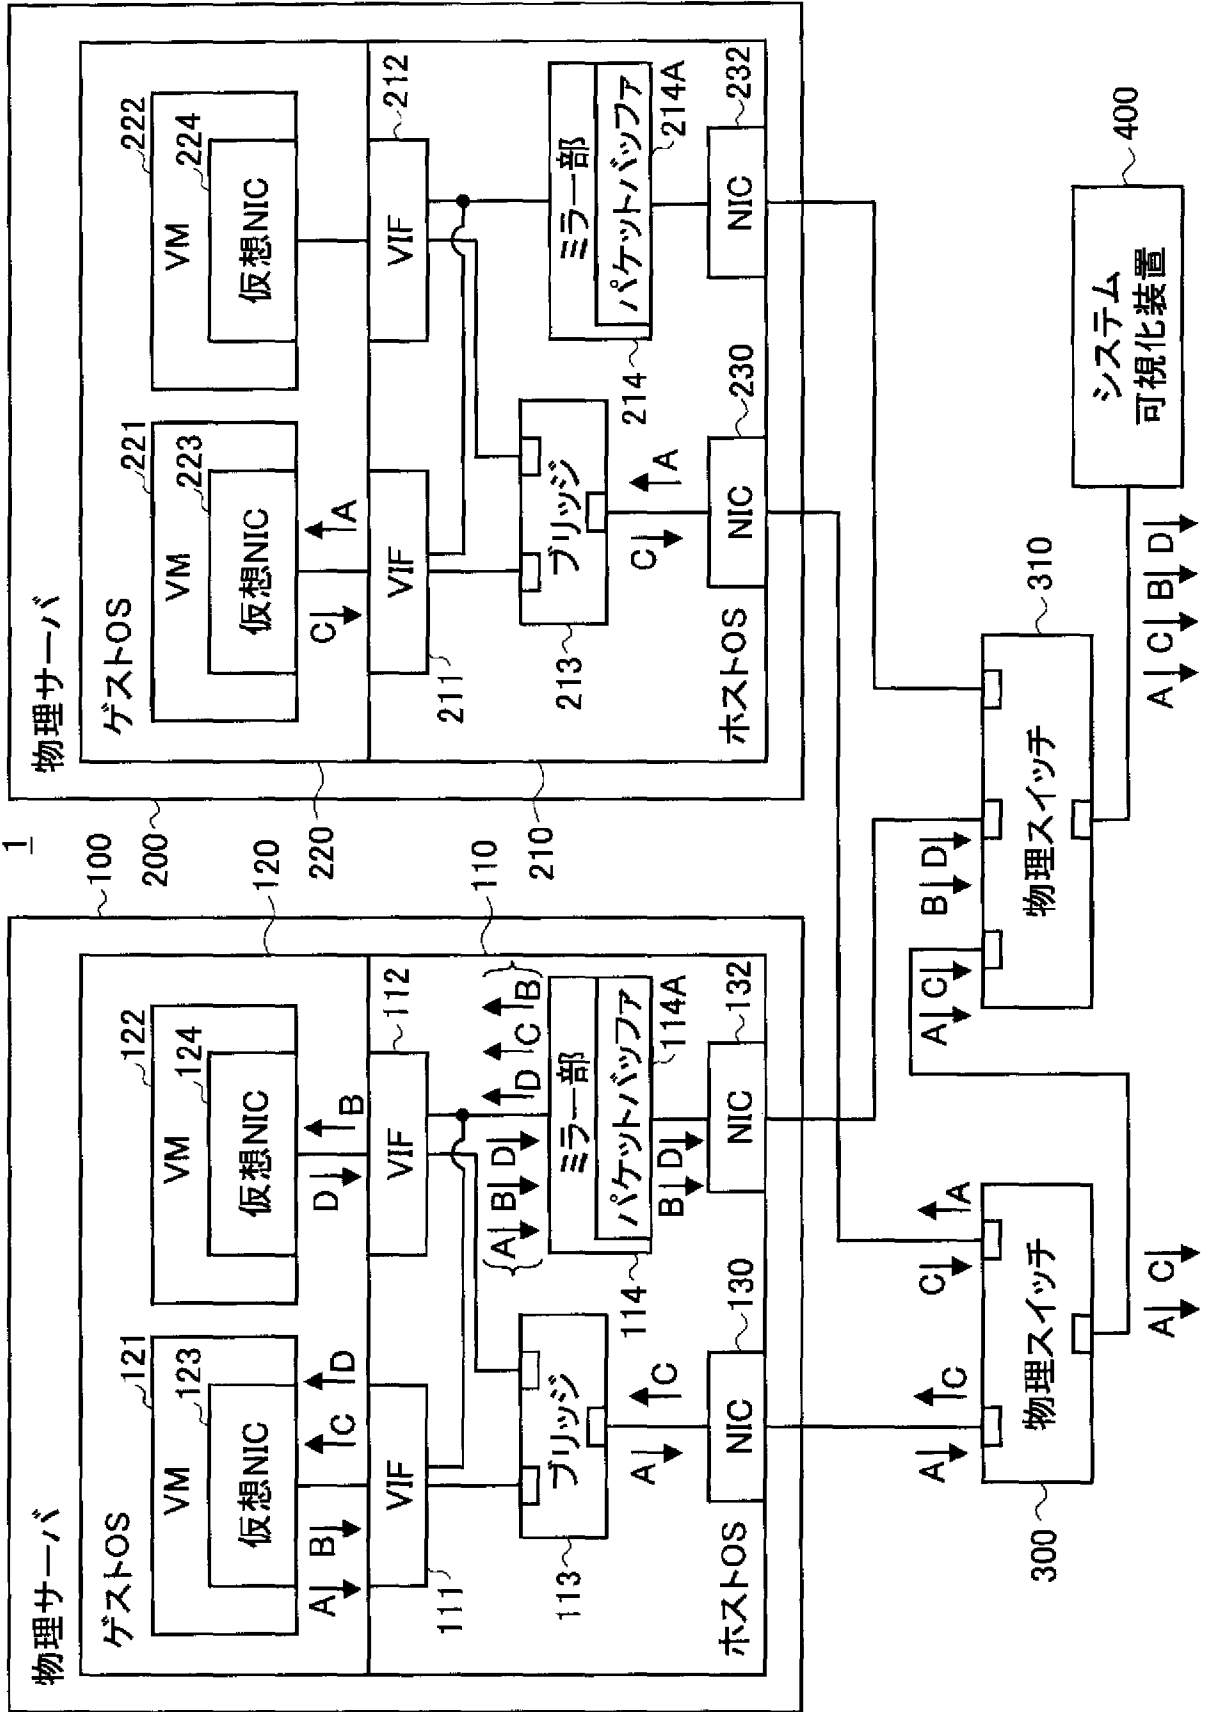 1
物理サーバ
100
ゲストOS
120
VM
121
仮想NIC
123
VM
122
仮想NIC
124
A
B
C
D
D
B
VIF
111
VIF
112
110
A
B
D
D
C
B
ブリッジ
113
ミラー部
114
パケットバッファ
114A
A
C
B
D
ホストOS
NIC
130
NIC
132
物理サーバ
200
ゲストOS
220
VM
221
仮想NIC
223
VM
222
仮想NIC
224
C
A
VIF
211
VIF
212
210
ブリッジ
213
ミラー部
214
パケットバッファ
214A
C
A
ホストOS
NIC
230
NIC
232
A
C
C
A
物理スイッチ
300
A
C
A
C
B
D
物理スイッチ
310
A
C
B
D
システム
可視化装置
400